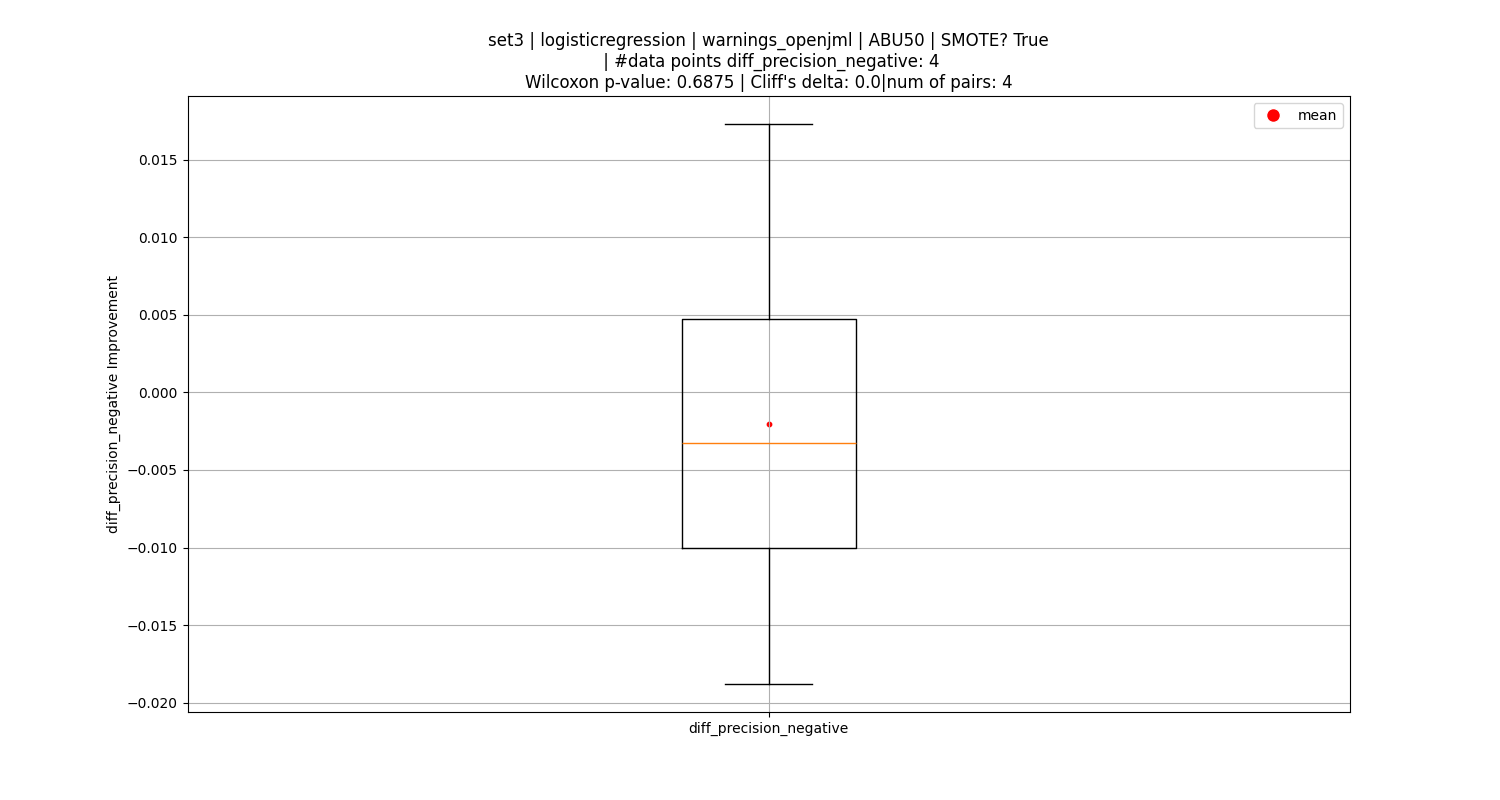 set3 | logisticregression | warnings_openjml | ABU50 | SMOTE? True
| #data points diff_precision_negative: 4
Wilcoxon p-value: 0.6875 | Cliff's delta: 0.0|num of pairs: 4
mean
0.015
0.010
0.005
0.000
−0.005
−0.010
−0.015
−0.020
diff_precision_negative Improvement
diff_precision_negative